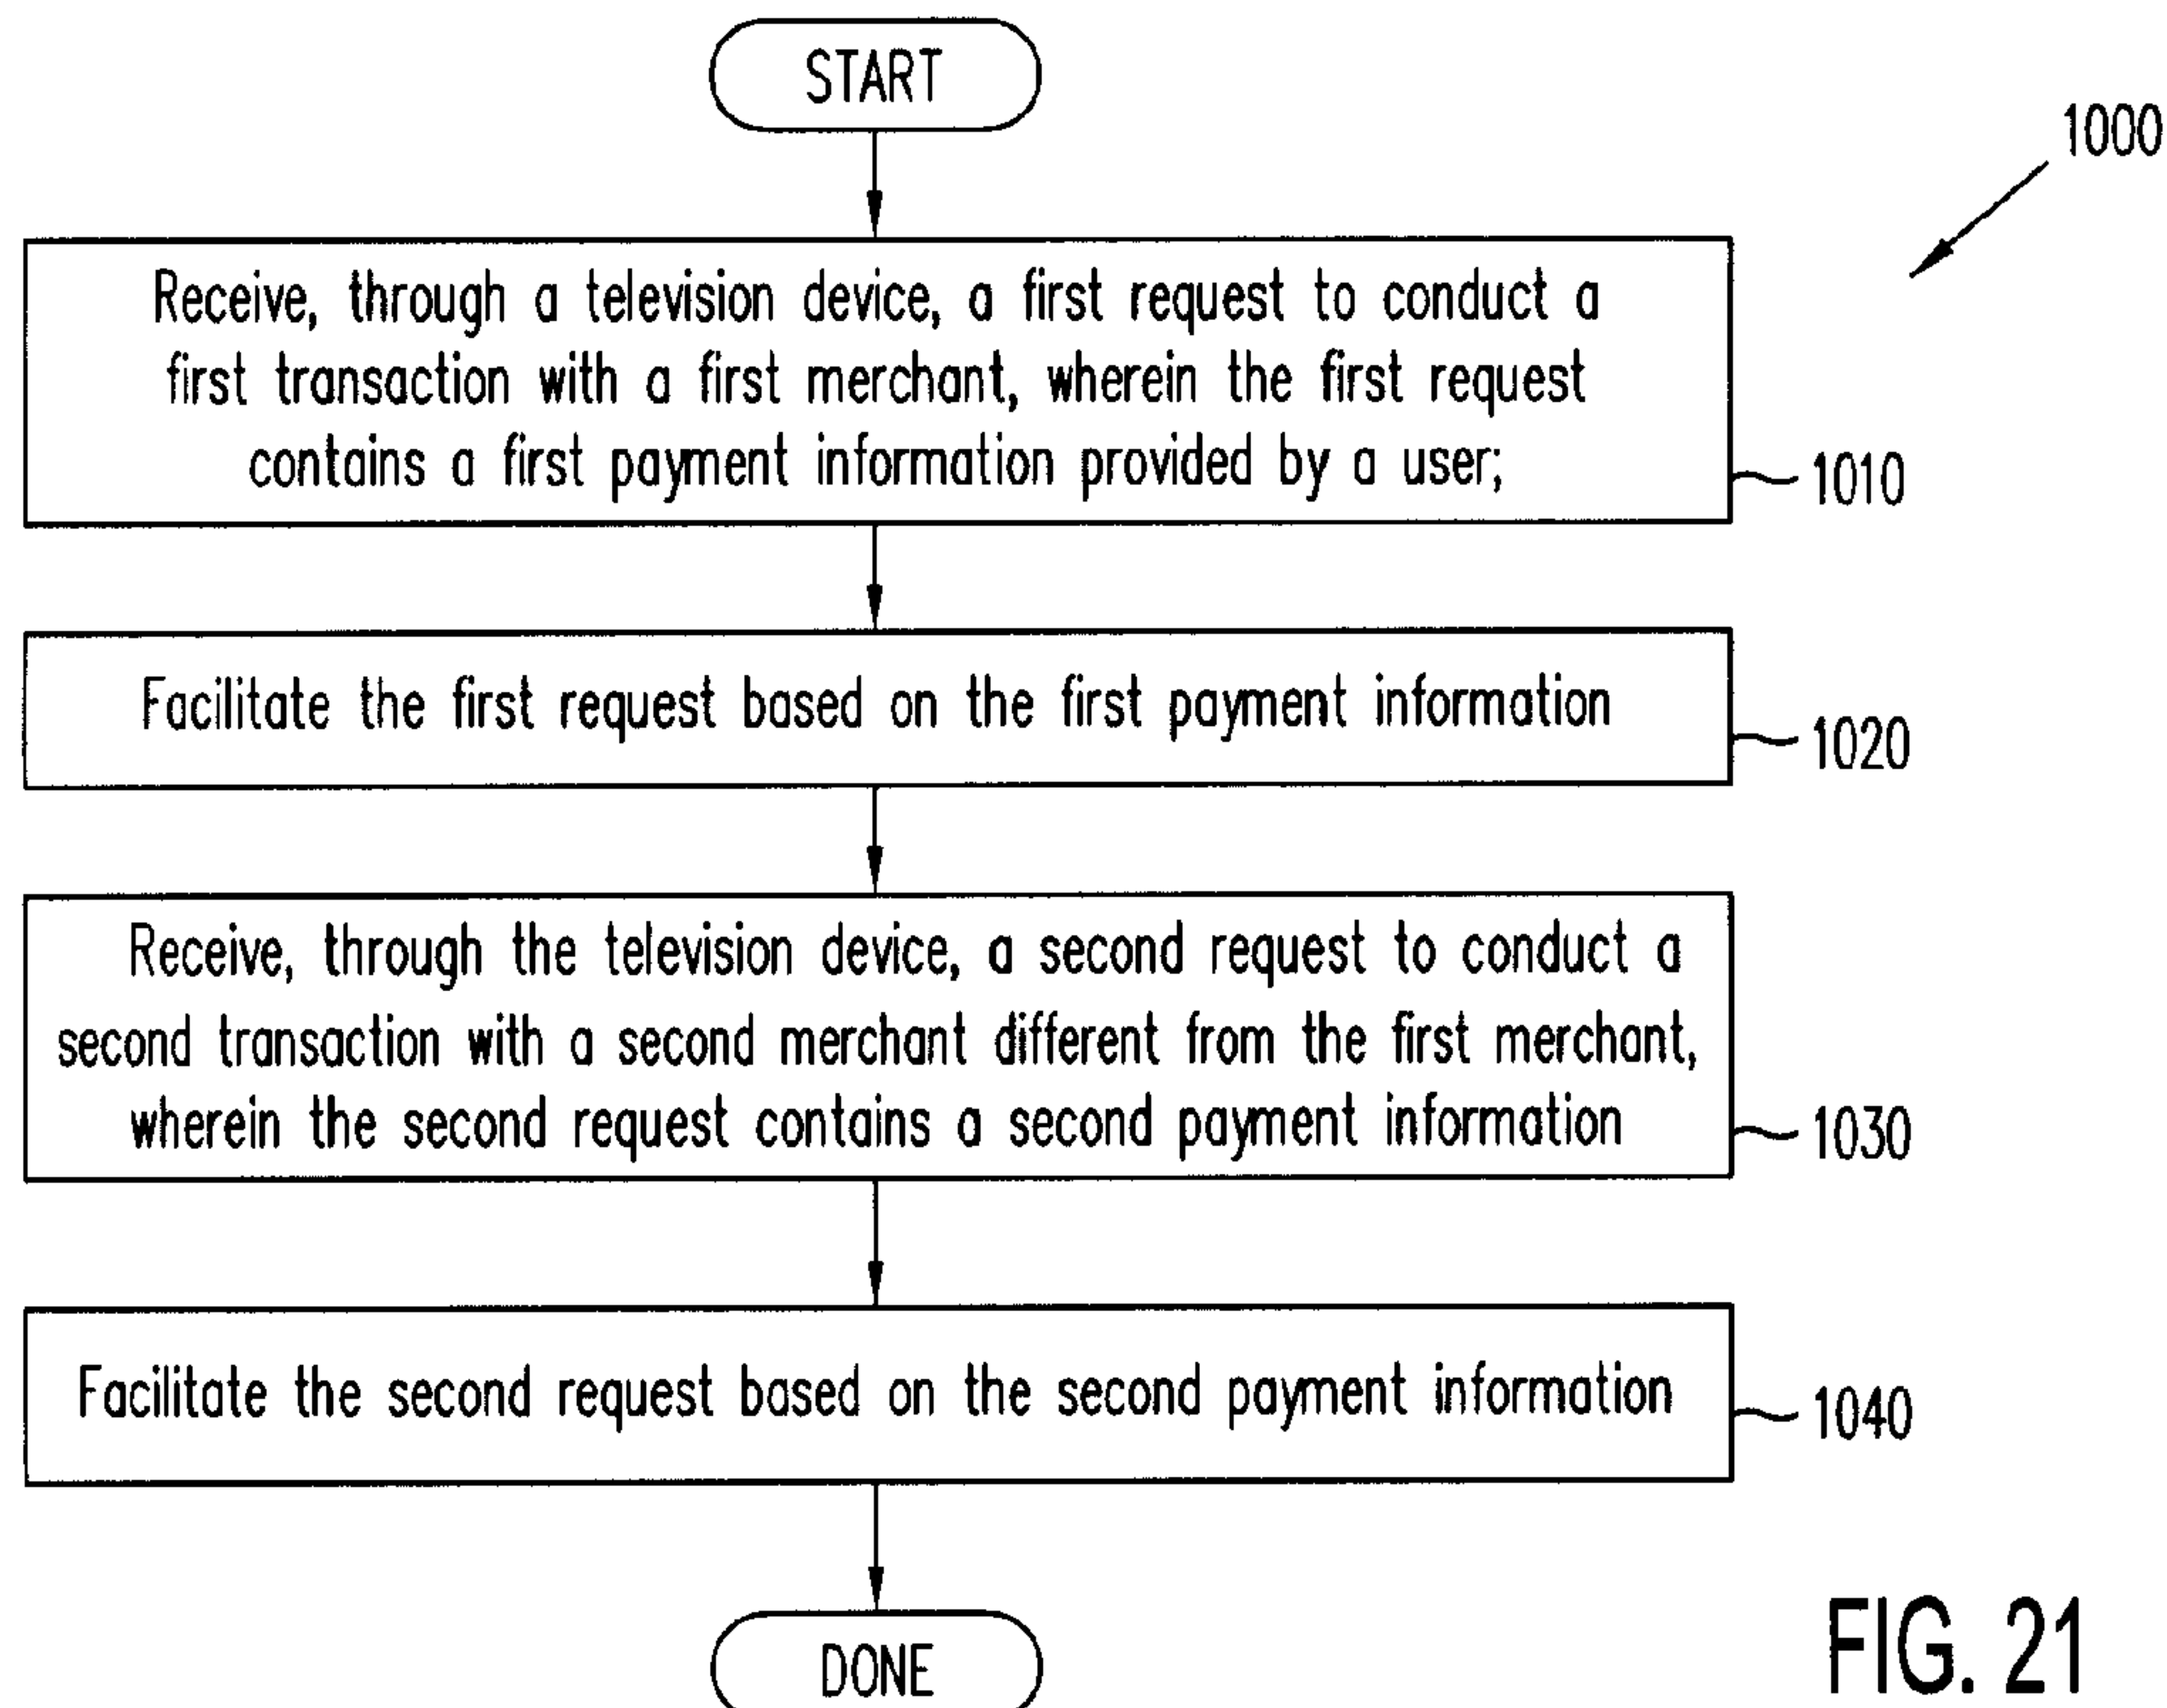 START
1000
Receive, through a television device, a first request to conduct a
first transaction with a first merchant, wherein the first request
contains a first payment information provided by a user;
1010
Facilitate the first request based on the first payment information
1020
Receive, through the television device, a second request to conduct a
second transaction with a second merchant different from the first merchant,
wherein the second request contains a second payment information
1030
Facilitate the second request based on the second payment information
1040
DONE
FIG. 21